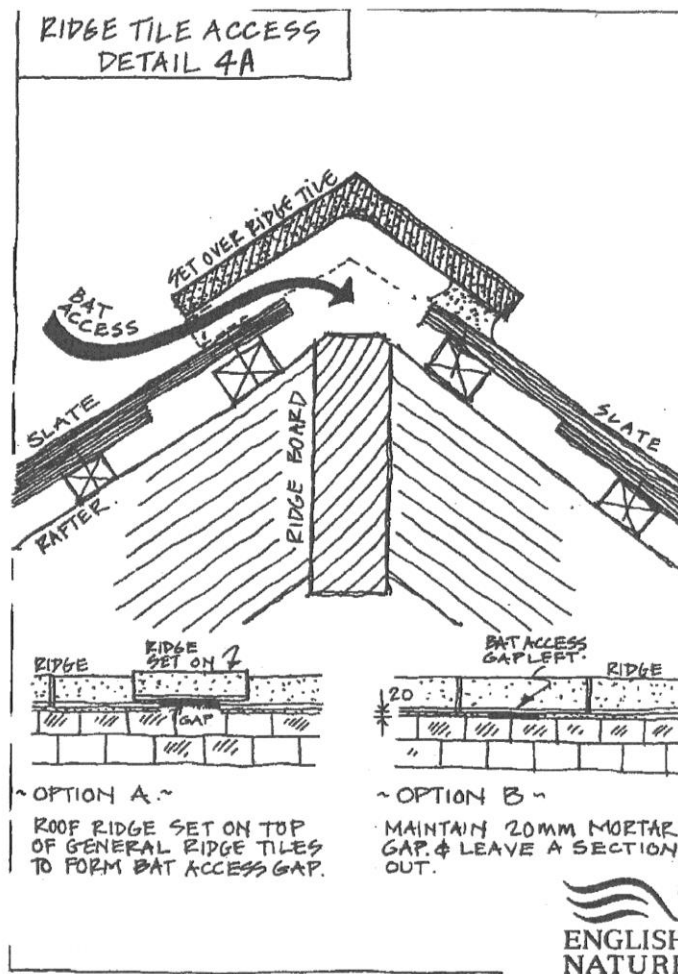 RIDGE TILE ACCESS
DETAIL 4A
SET OVER RIDGE TILE
BAT
ACCESS
SLATE
RAFTER.
RIDGE BOARD
SLATE
RIDGE
RIDGE
SET ON
GAP
~ OPTION A. ~
ROOF RIDGE SET ON TOP
OF GENERAL RIDGE TILES
TO FORM BAT ACCESS GAP.
BAT ACCESS
GAP LEFT.
RIDGE
20
~ OPTION B ~
MAINTAIN 20mm MORTAR
GAP. & LEAVE A SECTION
OUT.
ENGLISH
NATURE